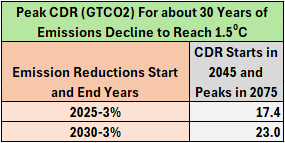 Peak CDR (GTCO2) For about 30 Years of
Emissions Decline to Reach 1.5⁰C
Emission Reductions Start
and End Years
CDR Starts in
2045 and
Peaks in 2075
2025-3%
17.4
2030-3%
23.0